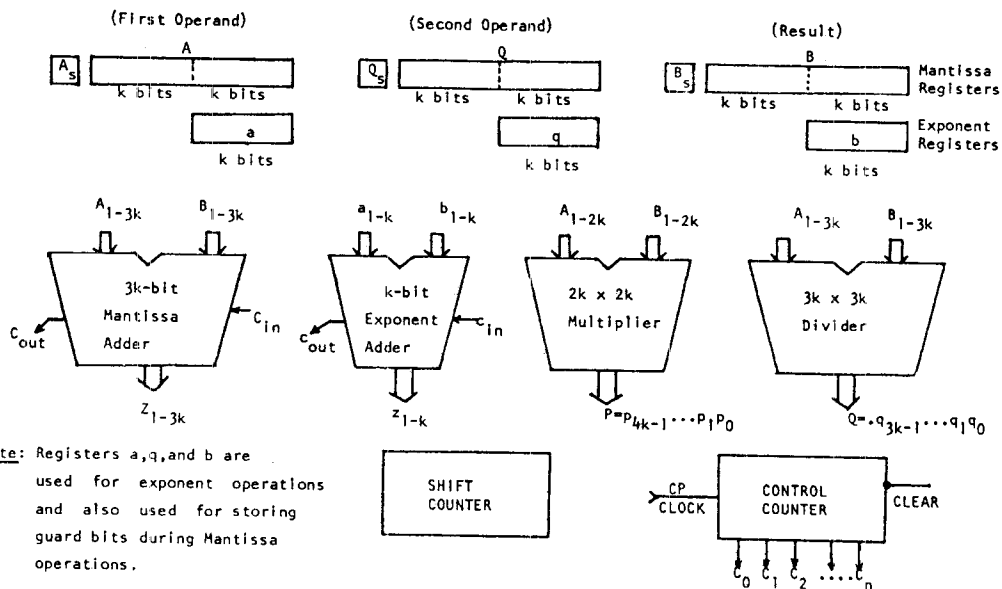 (First Operand)
(Second Operand)
(Result)
A
Q
B
A_s
Q_s
B_s
Mantissa
Registers
k bits k bits
k bits k bits
k bits k bits
a
q
b
Exponent
Registers
k bits
k bits
k bits
A_1-3k B_1-3k
a_1-k b_1-k
A_1-2k B_1-2k
A_1-3k B_1-3k
3k-bit
Mantissa
Adder
C_out
C_in
Z_1-3k
k-bit
Exponent
Adder
c_out
c_in
z_1-k
2k x 2k
Multiplier
P=p_4k-1...p_1p_0
3k x 3k
Divider
Q=.q_3k-1...q_1q_0
te: Registers a,q,and b are
used for exponent operations
and also used for storing
guard bits during Mantissa
operations.
SHIFT
COUNTER
CP
CLOCK
CONTROL
COUNTER
CLEAR
C_0 C_1 C_2 .... C_n